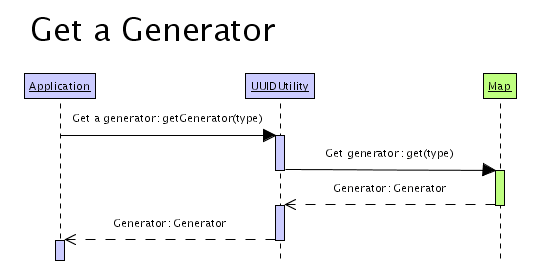 Get a Generator
Application
UUIDUtility
Map
Get a generator: getGenerator(type)
Get generator: get(type)
Generator: Generator
Generator: Generator